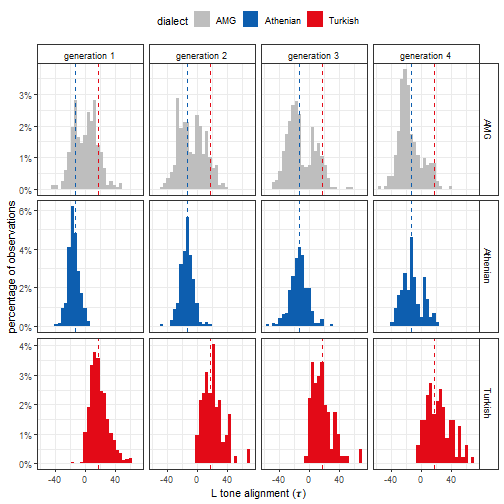 dialect AMG Athenian Turkish
generation 1 generation 2 generation 3 generation 4
3%
2%
1%
0%
AMG
percentage of observations
6%
4%
2%
0%
Athenian
4%
3%
2%
1%
0%
Turkish
-40 0 40 -40 0 40 -40 0 40 -40 0 40
L tone alignment (τ)